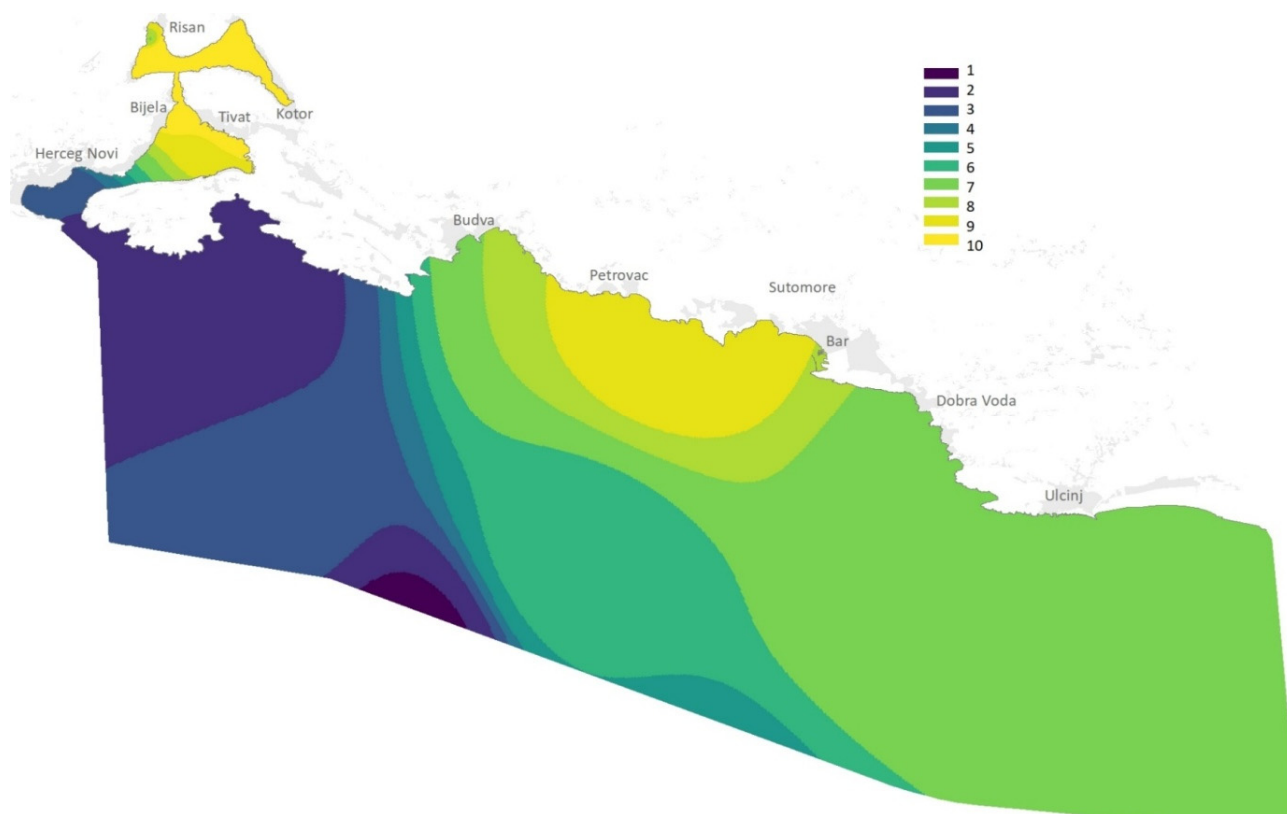 Risan
Bijela
Tivat
Kotor
Herceg Novi
Budva
Petrovac
Sutomore
Bar
Dobra Voda
Ulcinj
1
2
3
4
5
6
7
8
9
10